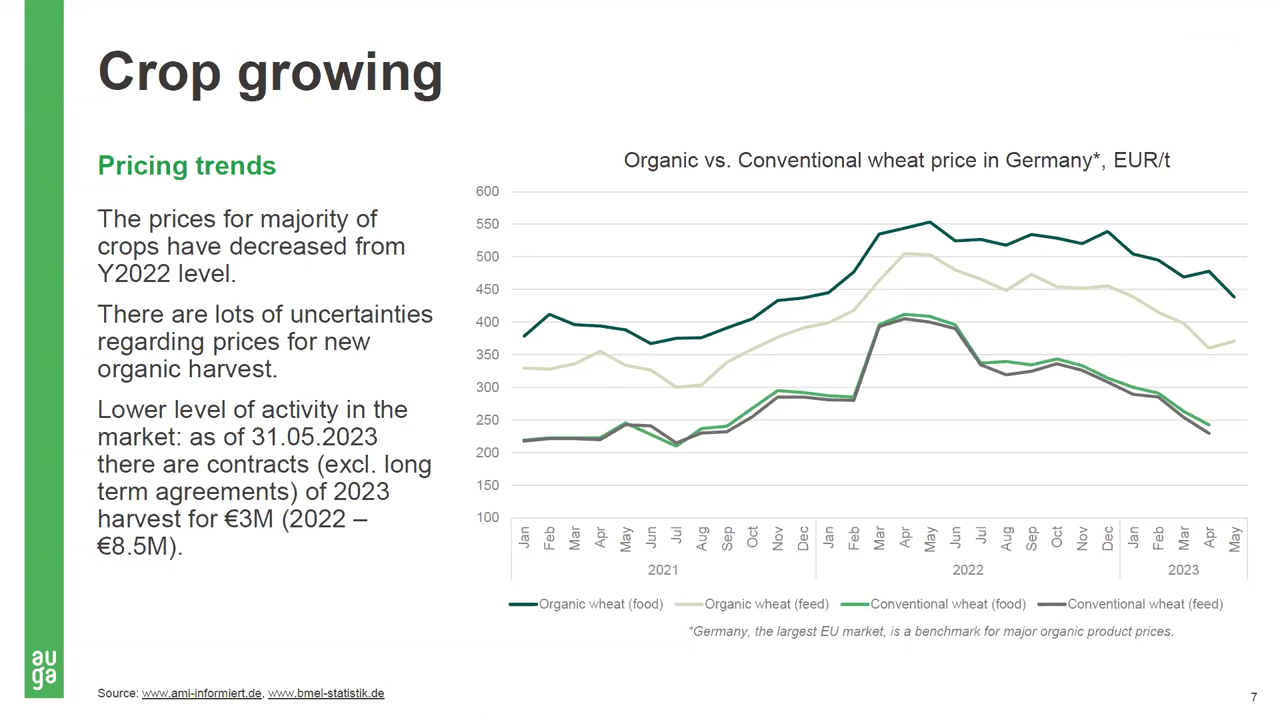 Crop growing
Pricing trends
The prices for majority of
crops have decreased from
Y2022 level.
There are lots of uncertainties
regarding prices for new
organic harvest.
Lower level of activity in the
market: as of 31.05.2023
there are contracts (excl. long
term agreements) of 2023
harvest for €3M (2022 –
€8.5M).
Organic vs. Conventional wheat price in Germany*, EUR/t
600
550
500
450
400
350
300
250
200
150
100
Jan Feb Mar Apr May Jun Jul Aug Sep Oct Nov Dec Jan Feb Mar Apr May Jun Jul Aug Sep Oct Nov Dec Jan Feb Mar Apr May
2021 2022 2023
Organic wheat (food) Organic wheat (feed) Conventional wheat (food) Conventional wheat (feed)
*Germany, the largest EU market, is a benchmark for major organic product prices.
au
ga
Source: www.ami-informiert.de, www.bmel-statistik.de
7